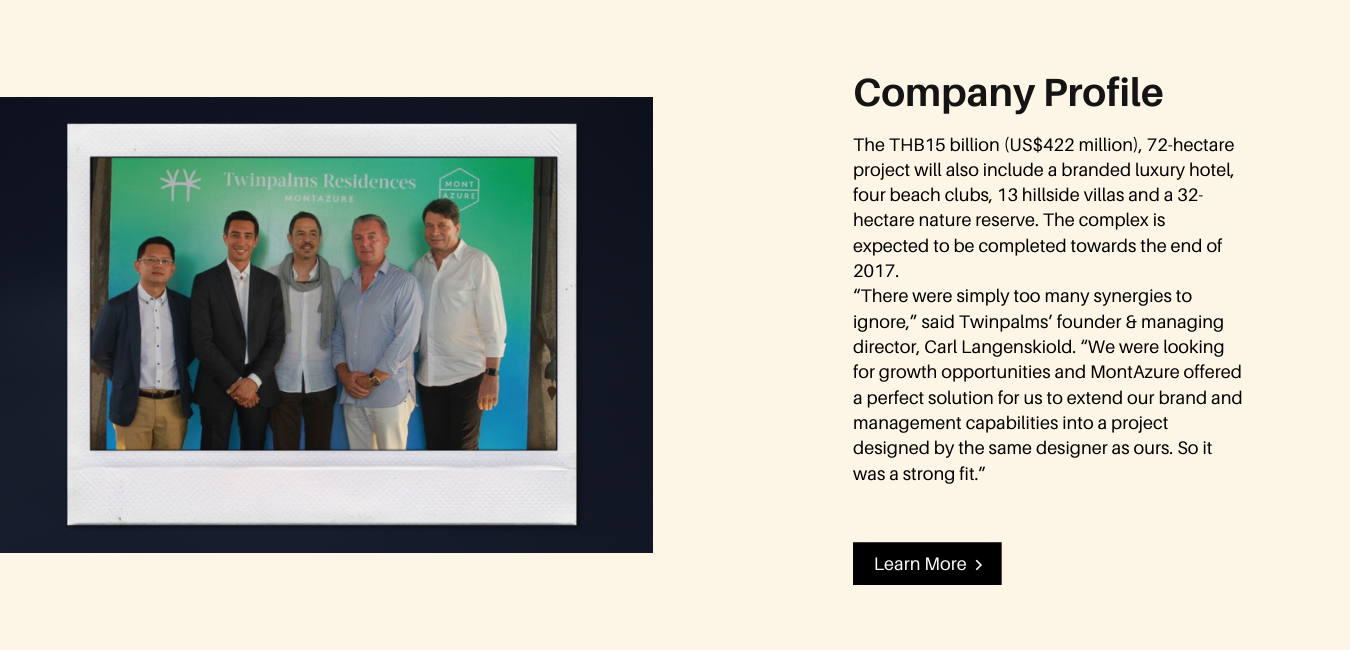 Twinpalms Residences
MONTAZURE
MONT
AZURE
Company Profile
The THB15 billion (US$422 million), 72-hectare
project will also include a branded luxury hotel,
four beach clubs, 13 hillside villas and a 32-
hectare nature reserve. The complex is
expected to be completed towards the end of
2017.
“There were simply too many synergies to
ignore,” said Twinpalms’ founder & managing
director, Carl Langenskiold. “We were looking
for growth opportunities and MontAzure offered
a perfect solution for us to extend our brand and
management capabilities into a project
designed by the same designer as ours. So it
was a strong fit.”
Learn More >